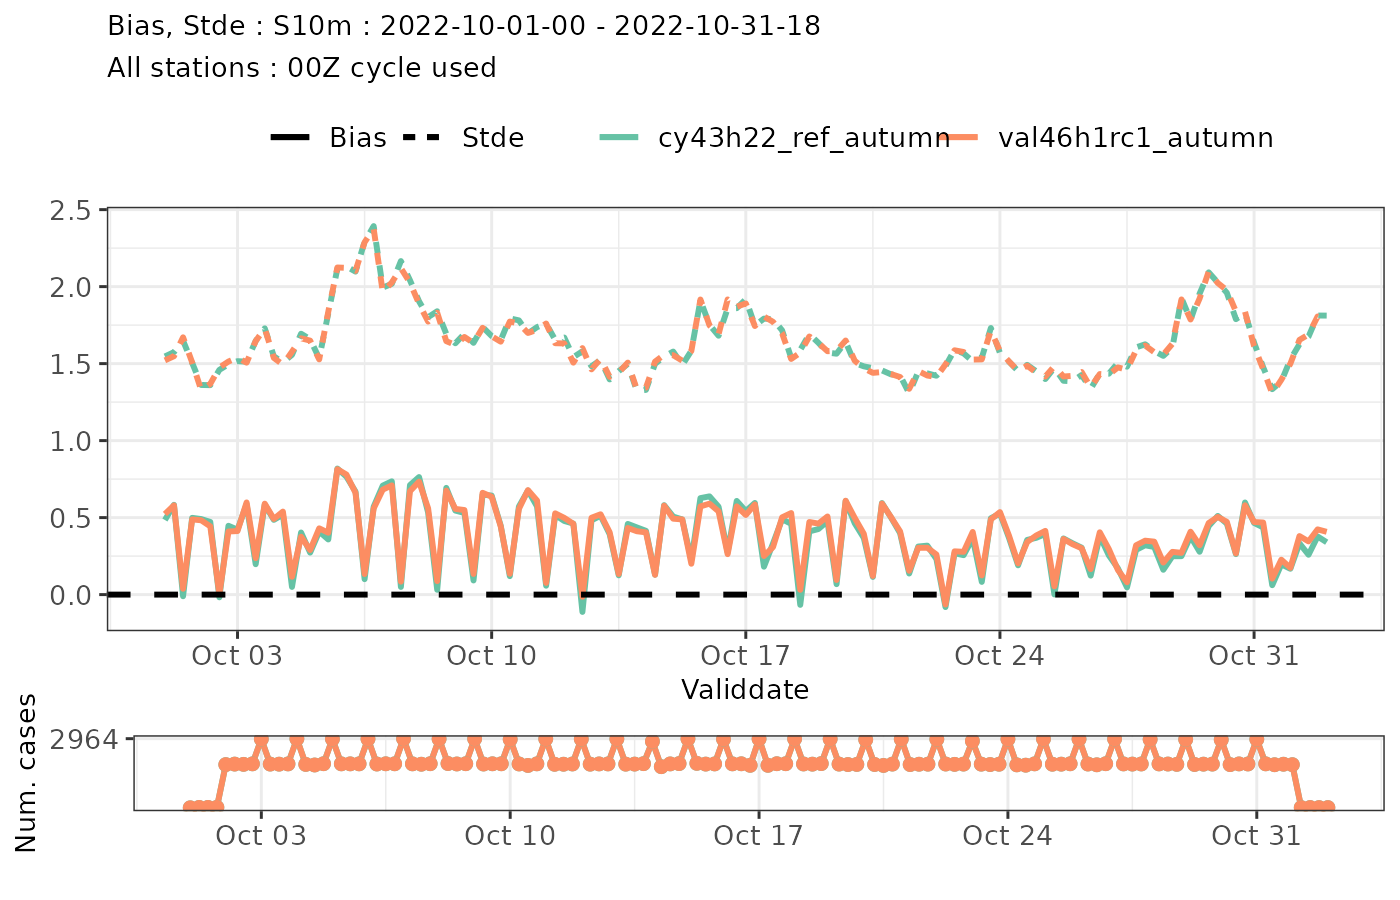 Bias, Stde : S10m : 2022-10-01-00 - 2022-10-31-18
All stations : 00Z cycle used
Bias Stde cy43h22_ref_autumn val46h1rc1_autumn
2.5
2.0
1.5
1.0
0.5
0.0
Oct 03 Oct 10 Oct 17 Oct 24 Oct 31
Validdate
Num. cases
2964
Oct 03 Oct 10 Oct 17 Oct 24 Oct 31